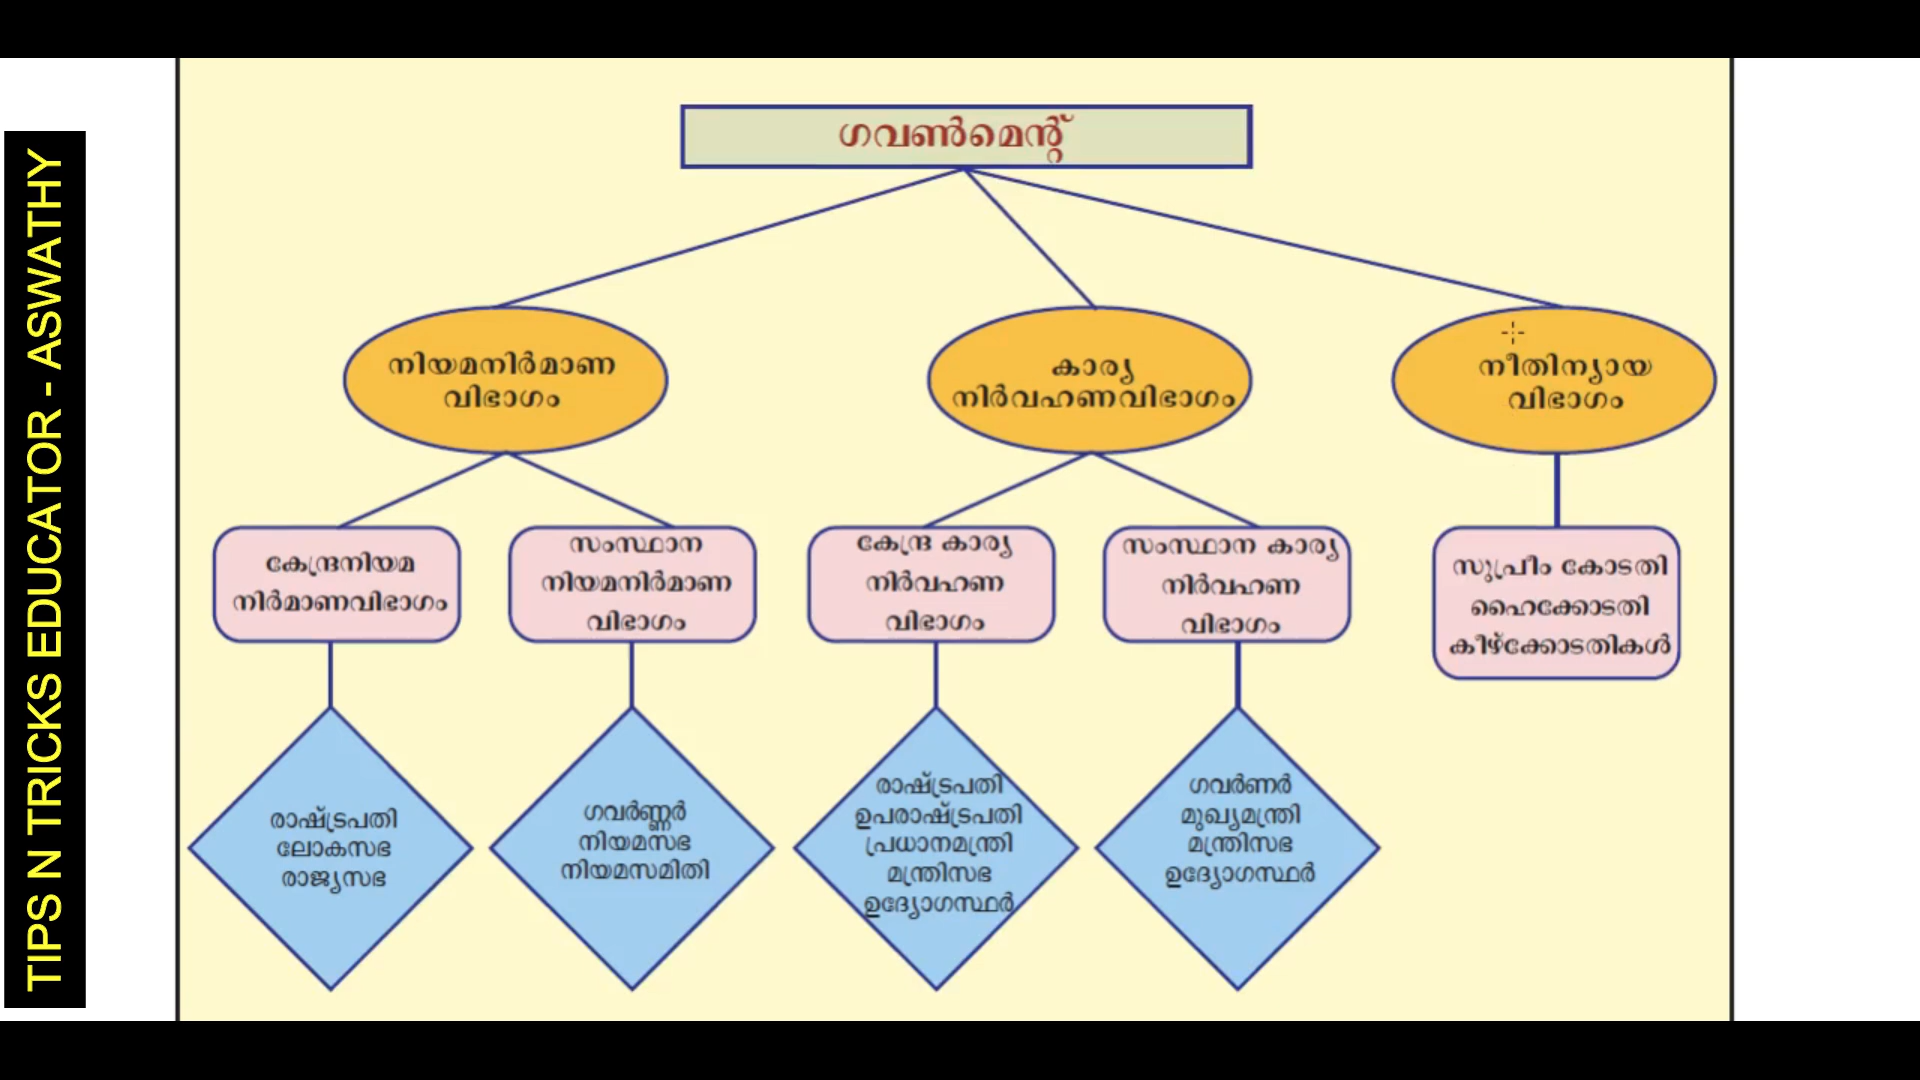 TIPS N TRICKS EDUCATOR - ASWATHY
ഗവൺമെന്റ്
നിയമനിർമാണ
വിഭാഗം
കാര്യ
നിർവഹണവിഭാഗം
നീതിന്യായ
വിഭാഗം
കേന്ദ്രനിയമ
നിർമാണവിഭാഗം
സംസ്ഥാന
നിയമനിർമാണ
വിഭാഗം
കേന്ദ്ര കാര്യ
നിർവഹണ
വിഭാഗം
സംസ്ഥാന കാര്യ
നിർവഹണ
വിഭാഗം
സുപ്രീം കോടതി
ഹൈക്കോടതി
കീഴ്ക്കോടതികൾ
രാഷ്ട്രപതി
ലോകസഭ
രാജ്യസഭ
ഗവർണ്ണർ
നിയമസഭ
നിയമസമിതി
രാഷ്ട്രപതി
ഉപരാഷ്ട്രപതി
പ്രധാനമന്ത്രി
മന്ത്രിസഭ
ഉദ്യോഗസ്ഥർ
ഗവർണർ
മുഖ്യമന്ത്രി
മന്ത്രിസഭ
ഉദ്യോഗസ്ഥർ